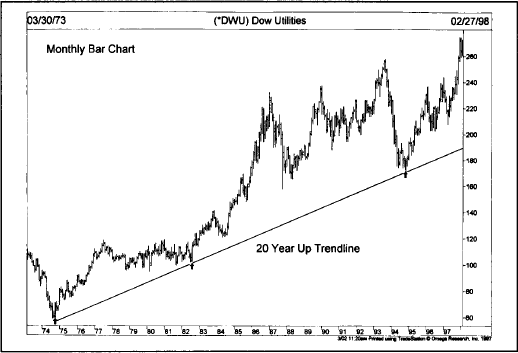 03/30/73 (*DWU) Dow Utilities 02/27/98
Monthly Bar Chart
260
240
220
200
180
160
140
120
100
80
60
20 Year Up Trendline
74 75 76 77 78 79 80 81 82 83 84 85 86 87 88 89 90 91 92 93 94 95 96 97
3/02 11:20am Printed using TradeStation © Omega Research, Inc. 1997